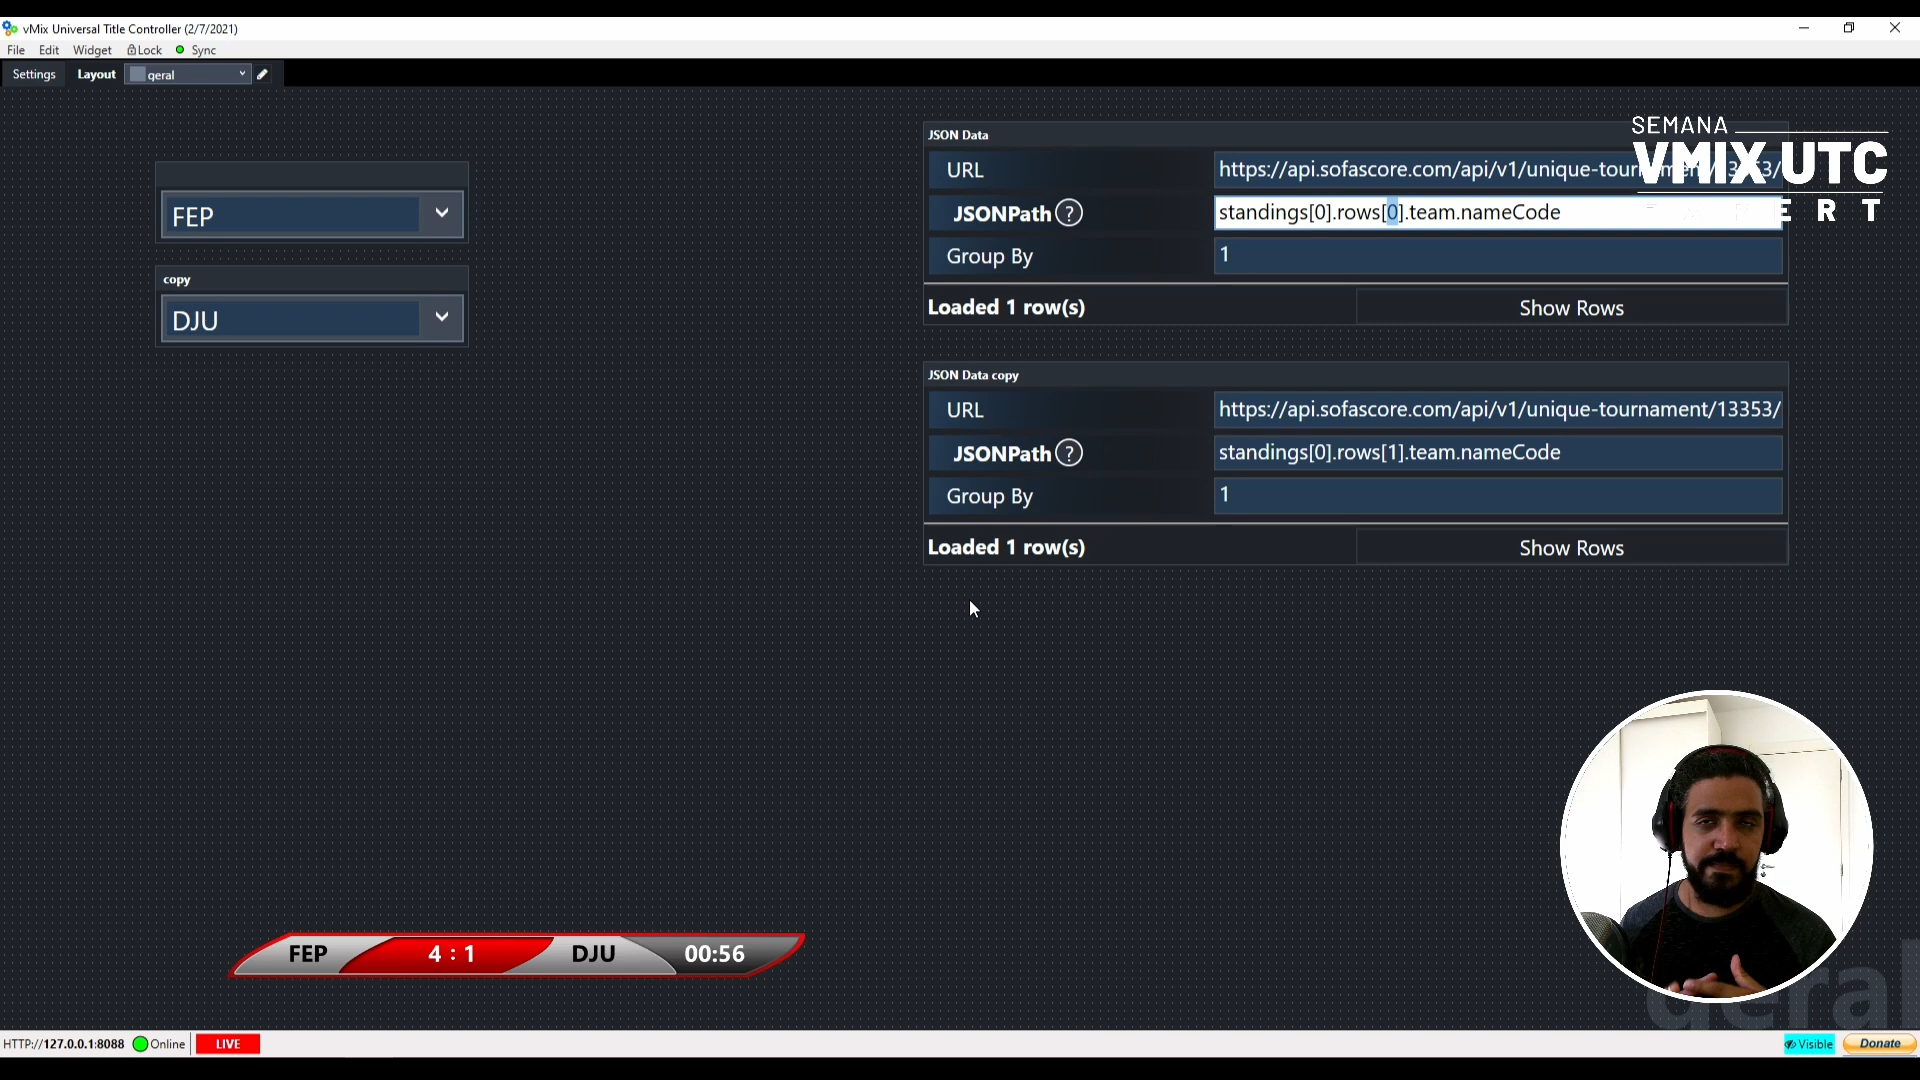 vMix Universal Title Controller (2/7/2021)
File Edit Widget Lock Sync
Settings Layout geral
SEMANA
VMIX UTC
E R T
FEP
copy
DJU
JSON Data
URL https://api.sofascore.com/api/v1/unique-tour
JSONPath ? standings[0].rows[0].team.nameCode
Group By 1
Loaded 1 row(s) Show Rows
JSON Data copy
URL https://api.sofascore.com/api/v1/unique-tournament/13353/
JSONPath ? standings[0].rows[1].team.nameCode
Group By 1
Loaded 1 row(s) Show Rows
FEP 4 : 1 DJU 00:56
geral
HTTP://127.0.0.1:8088 Online LIVE Visible Donate